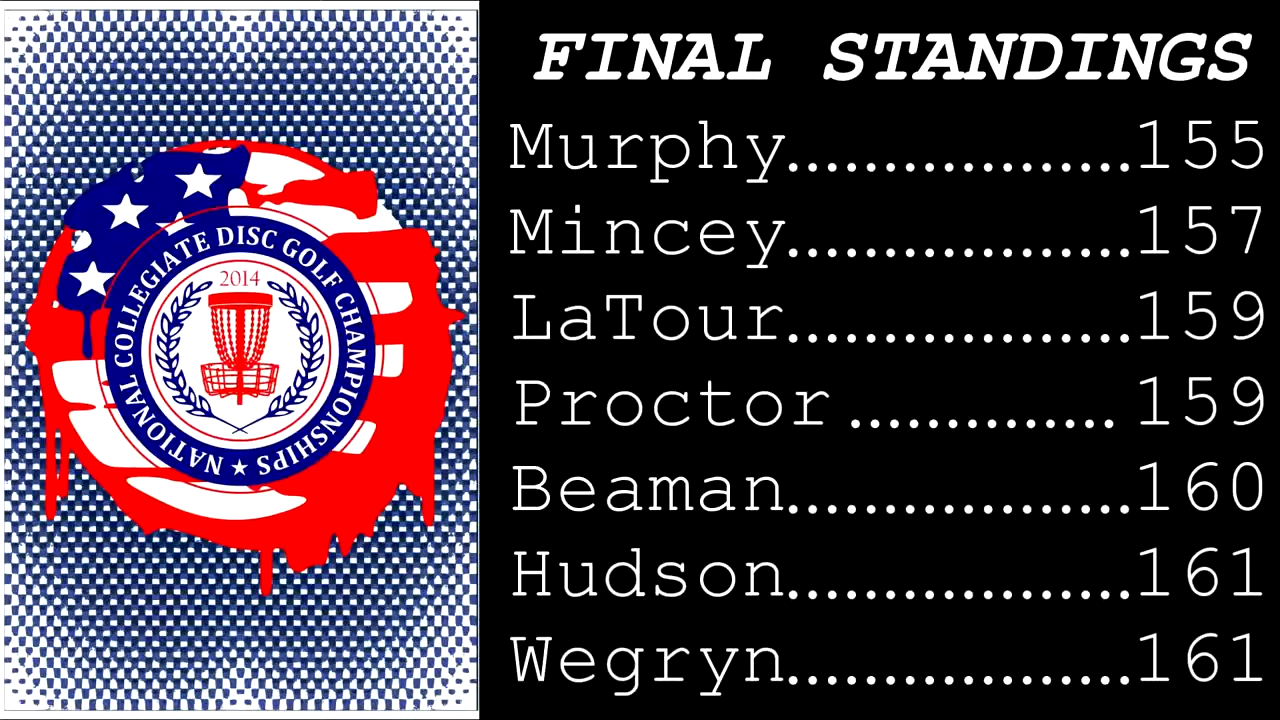 NATIONAL COLLEGIATE DISC GOLF CHAMPIONSHIPS ★
2014
FINAL STANDINGS
Murphy..................155
Mincey..................157
LaTour..................159
Proctor .............. 159
Beaman..................160
Hudson..................161
Wegryn..................161